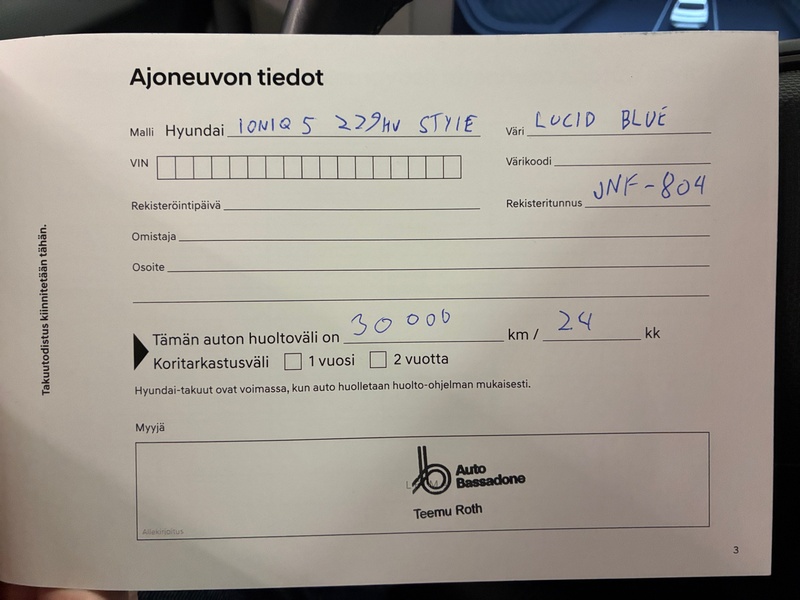 Ajoneuvon tiedot
Malli Hyundai IONIQ 5 229HV STYLE Väri LUCID BLUE
VIN Värikoodi
Rekisteröintipäivä Rekisteritunnus JNF-804
Omistaja
Osoite
Tämän auton huoltoväli on 30 000 km / 24 kk
Koritarkastusväli 1 vuosi 2 vuotta
Hyundai-takuut ovat voimassa, kun auto huolletaan huolto-ohjelman mukaisesti.
Myyjä
Auto
Bassadone
Teemu Roth
Allekirjoitus
3
Takuutodistus kiinnitetään tähän.